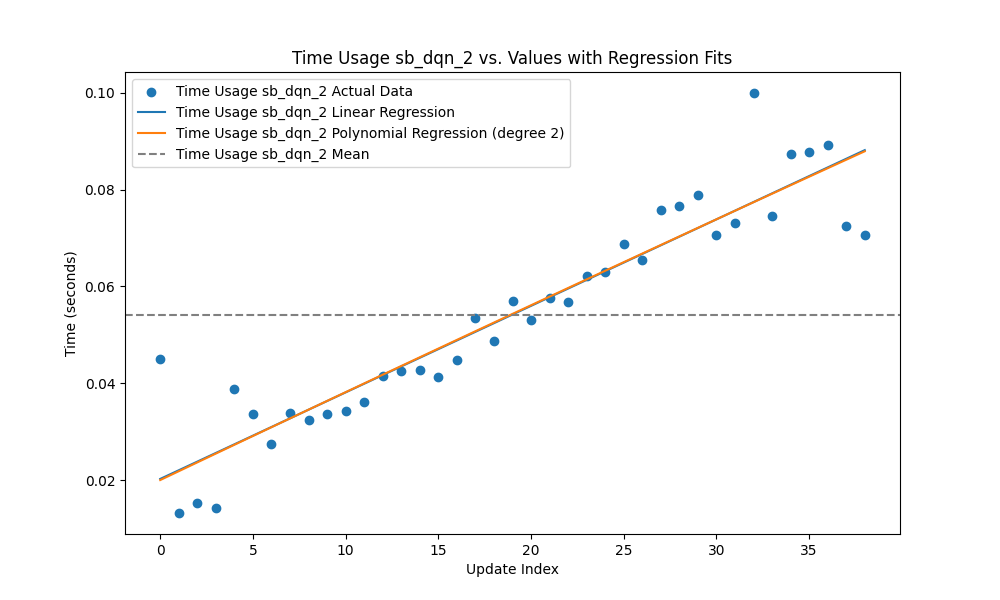 Time Usage sb_dqn_2 vs. Values with Regression Fits
Time Usage sb_dqn_2 Actual Data
Time Usage sb_dqn_2 Linear Regression
Time Usage sb_dqn_2 Polynomial Regression (degree 2)
Time Usage sb_dqn_2 Mean
Time (seconds)
0.10
0.08
0.06
0.04
0.02
0 5 10 15 20 25 30 35
Update Index